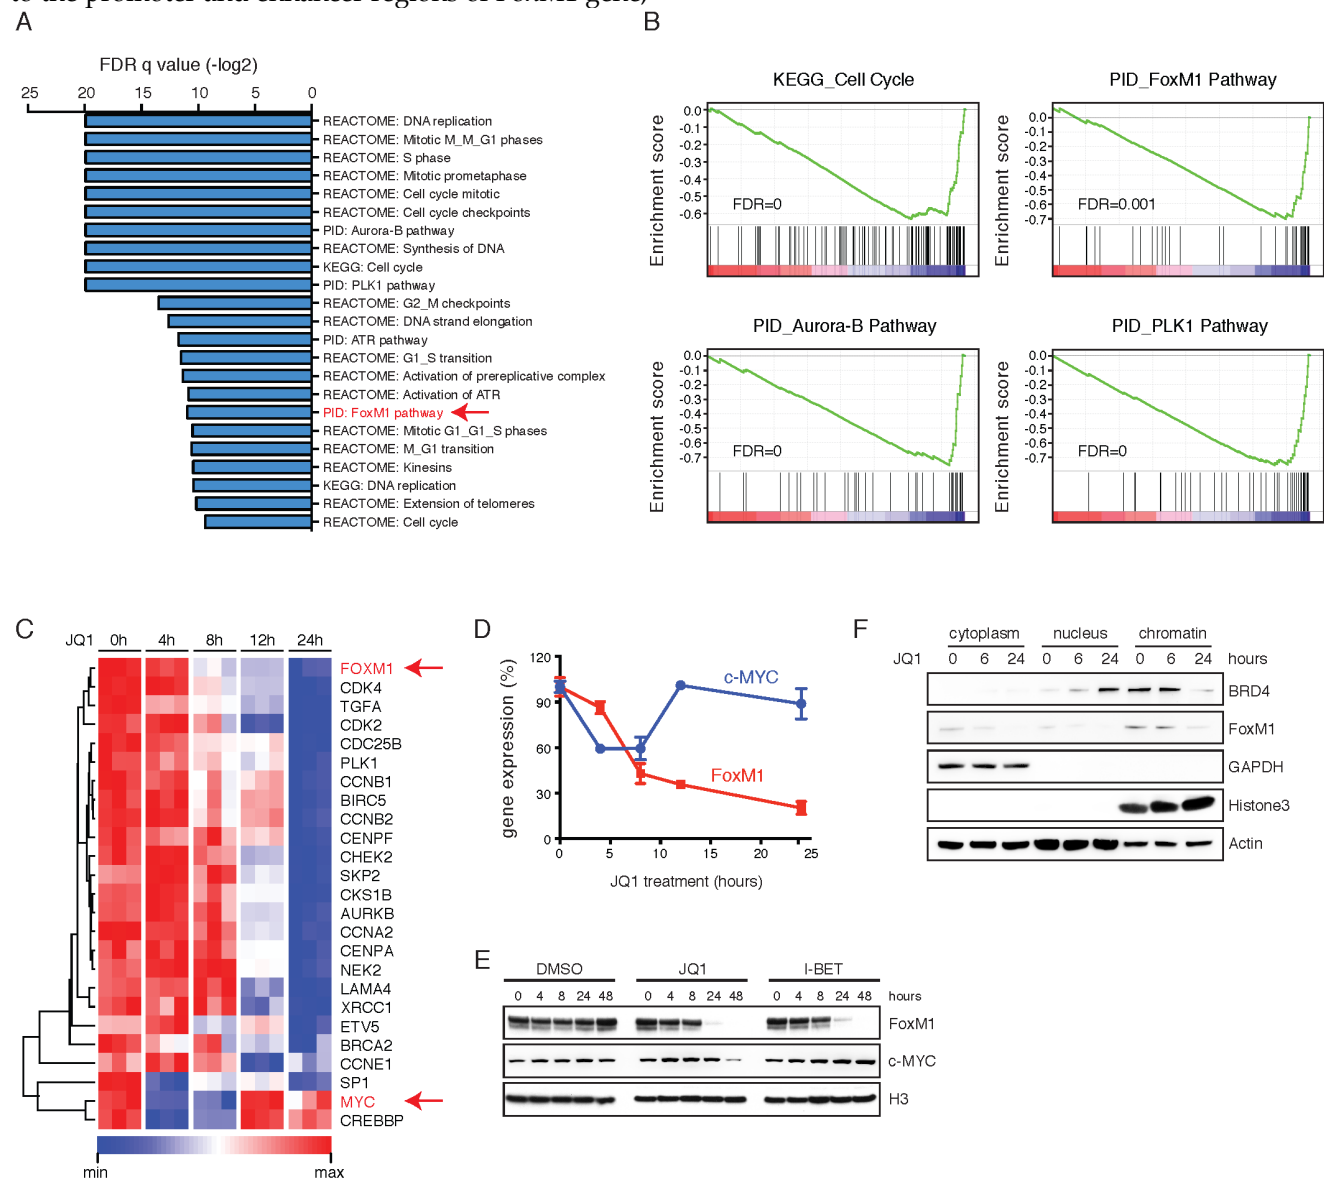 to the promoter and enhancer regions of FoxM1 gene,
A
FDR q value (-log2)
25 20 15 10 5 0
REACTOME: DNA replication
REACTOME: Mitotic M_M_G1 phases
REACTOME: S phase
REACTOME: Mitotic prometaphase
REACTOME: Cell cycle mitotic
REACTOME: Cell cycle checkpoints
PID: Aurora-B pathway
REACTOME: Synthesis of DNA
KEGG: Cell cycle
PID: PLK1 pathway
REACTOME: G2_M checkpoints
REACTOME: DNA strand elongation
PID: ATR pathway
REACTOME: G1_S transition
REACTOME: Activation of prereplicative complex
REACTOME: Activation of ATR
PID: FoxM1 pathway
REACTOME: Mitotic G1_G1_S phases
REACTOME: M_G1 transition
REACTOME: Kinesins
KEGG: DNA replication
REACTOME: Extension of telomeres
REACTOME: Cell cycle
B
KEGG_Cell Cycle
Enrichment score
0.0
-0.1
-0.2
-0.3
-0.4
-0.5
-0.6
FDR=0
PID_FoxM1 Pathway
Enrichment score
0.0
-0.1
-0.2
-0.3
-0.4
-0.5
-0.6
-0.7
FDR=0.001
PID_Aurora-B Pathway
Enrichment score
0.0
-0.1
-0.2
-0.3
-0.4
-0.5
-0.6
-0.7
FDR=0
PID_PLK1 Pathway
Enrichment score
0.0
-0.1
-0.2
-0.3
-0.4
-0.5
-0.6
-0.7
FDR=0
C
JQ1 0h 4h 8h 12h 24h
FOXM1
CDK4
TGFA
CDK2
CDC25B
PLK1
CCNB1
BIRC5
CCNB2
CENPF
CHEK2
SKP2
CKS1B
AURKB
CCNA2
CENPA
NEK2
LAMA4
XRCC1
ETV5
BRCA2
CCNE1
SP1
MYC
CREBBP
min max
D
gene expression (%)
120
90
60
30
0
c-MYC
FoxM1
0 5 10 15 20 25
JQ1 treatment (hours)
E
DMSO JQ1 I-BET
0 4 8 24 48 0 4 8 24 48 0 4 8 24 48 hours
FoxM1
c-MYC
H3
F
cytoplasm nucleus chromatin
JQ1 0 6 24 0 6 24 0 6 24 hours
BRD4
FoxM1
GAPDH
Histone3
Actin